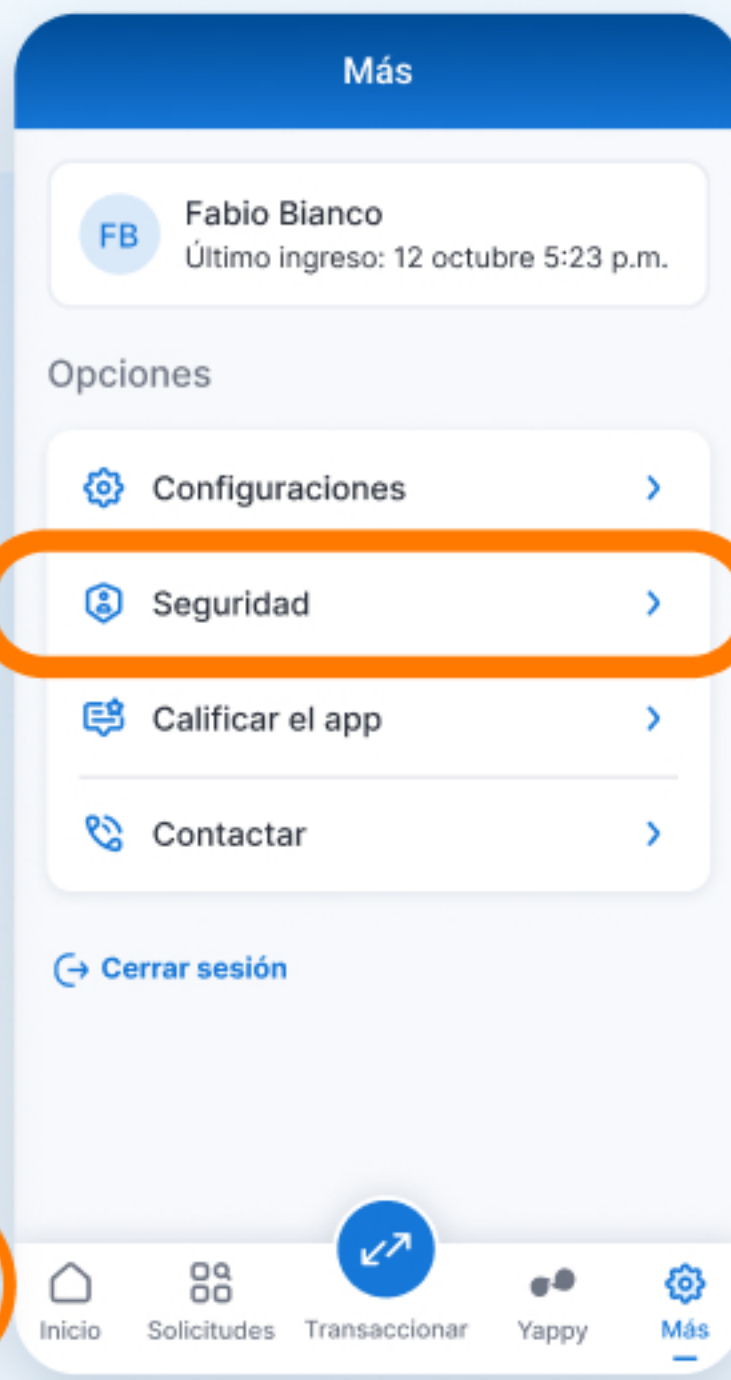 Más
FB
Fabio Bianco
Último ingreso: 12 octubre 5:23 p.m.
Opciones
Configuraciones
Seguridad
Calificar el app
Contactar
Cerrar sesión
Inicio
Solicitudes
Transaccionar
Yappy
Más